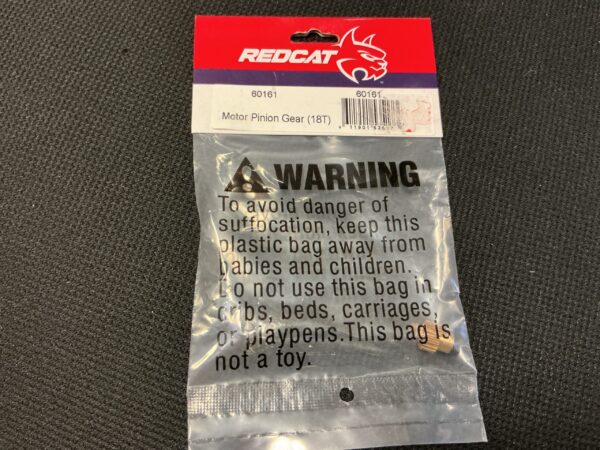 REDCAT
60161 60161
Motor Pinion Gear (18T)
WARNING
To avoid danger of
suffocation, keep this
plastic bag away from
babies and children.
Do not use this bag in
cribs, beds, carriages,
or playpens. This bag is
not a toy.